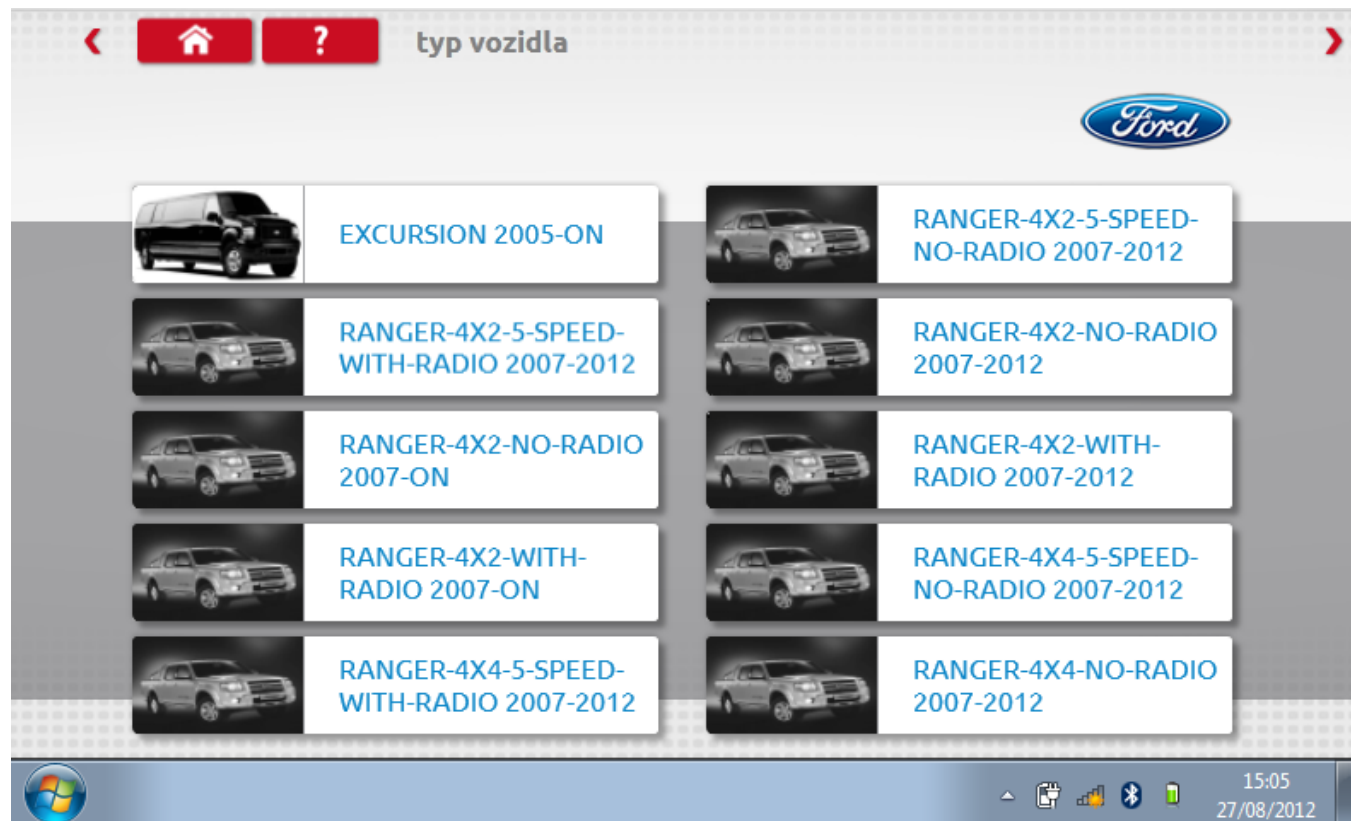 ? typ vozidla
Ford
EXCURSION 2005-ON
RANGER-4X2-5-SPEED-
NO-RADIO 2007-2012
RANGER-4X2-5-SPEED-
WITH-RADIO 2007-2012
RANGER-4X2-NO-RADIO
2007-2012
RANGER-4X2-NO-RADIO
2007-ON
RANGER-4X2-WITH-
RADIO 2007-2012
RANGER-4X2-WITH-
RADIO 2007-ON
RANGER-4X4-5-SPEED-
NO-RADIO 2007-2012
RANGER-4X4-5-SPEED-
WITH-RADIO 2007-2012
RANGER-4X4-NO-RADIO
2007-2012
15:05
27/08/2012